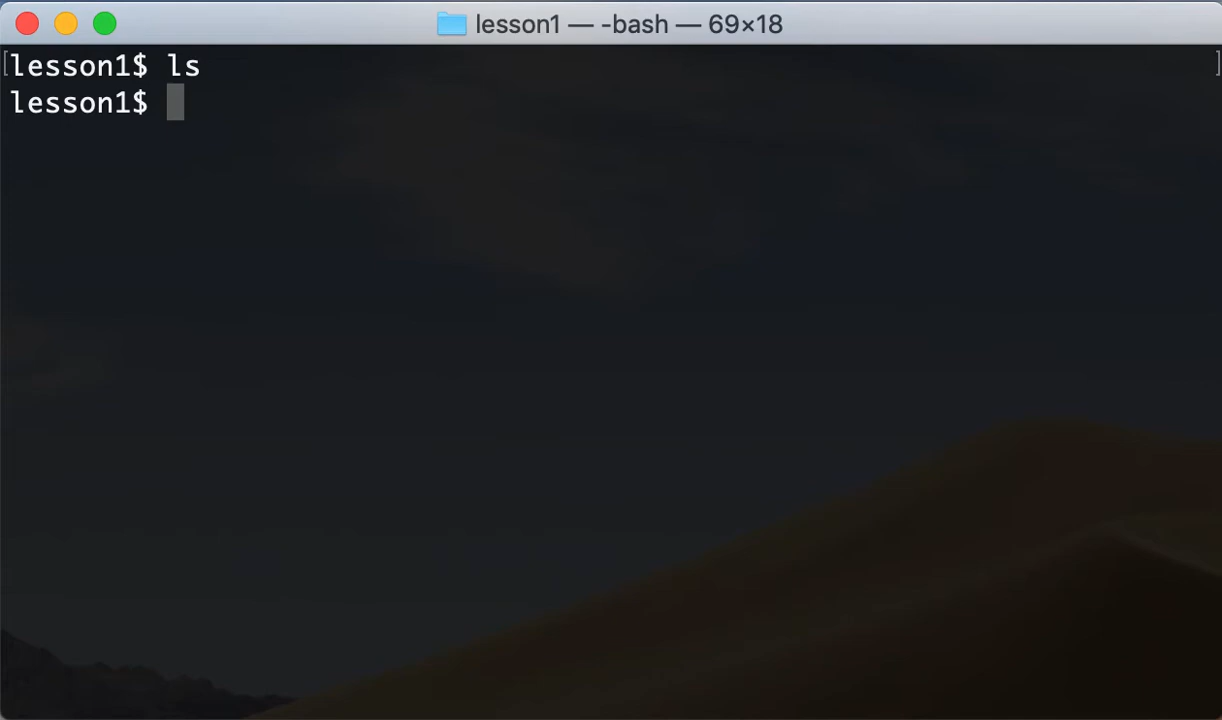 lesson1 — -bash — 69×18
[lesson1$ ls ]
lesson1$